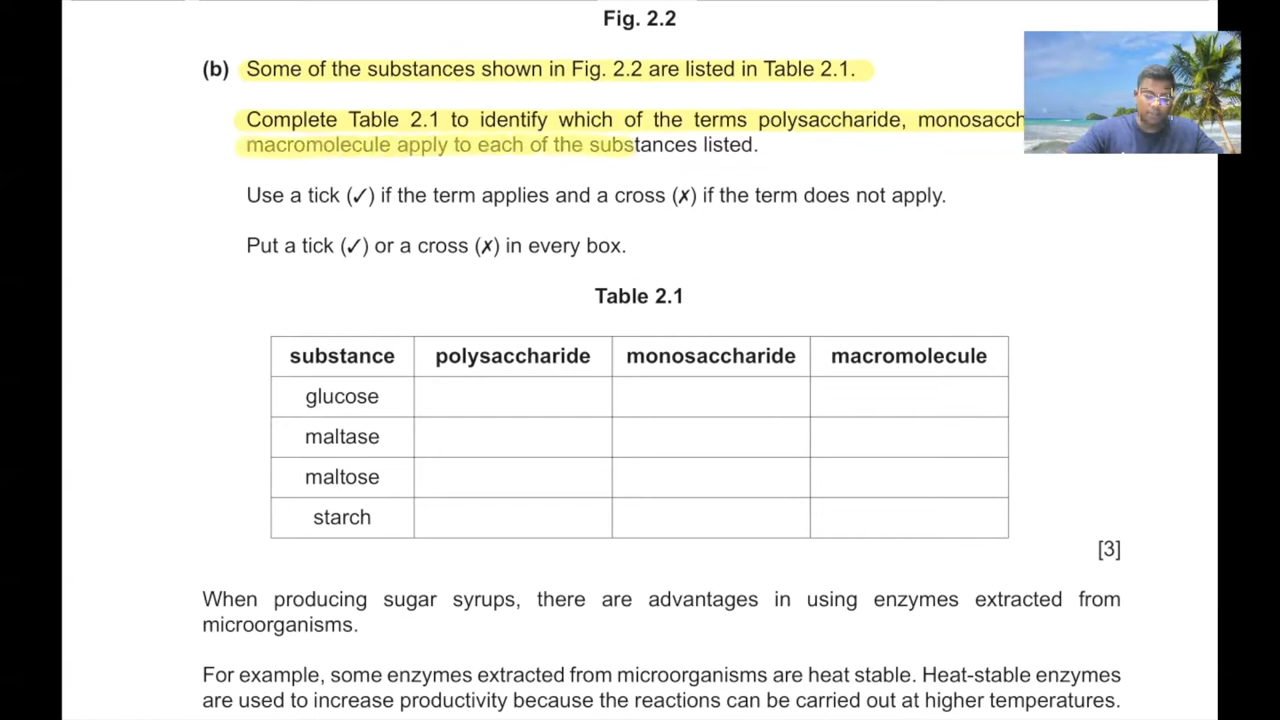 Fig. 2.2
(b) Some of the substances shown in Fig. 2.2 are listed in Table 2.1.
Complete Table 2.1 to identify which of the terms polysaccharide, monosacch
macromolecule apply to each of the substances listed.
Use a tick (✓) if the term applies and a cross (✗) if the term does not apply.
Put a tick (✓) or a cross (✗) in every box.
Table 2.1
substance polysaccharide monosaccharide macromolecule
glucose
maltase
maltose
starch
[3]
When producing sugar syrups, there are advantages in using enzymes extracted from
microorganisms.
For example, some enzymes extracted from microorganisms are heat stable. Heat-stable enzymes
are used to increase productivity because the reactions can be carried out at higher temperatures.